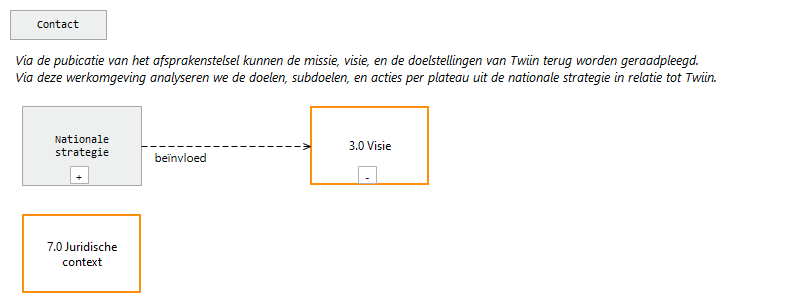 Contact
Via de pubicatie van het afsprakenstelsel kunnen de missie, visie, en de doelstellingen van Twiin terug worden geraadpleegd.
Via deze werkomgeving analyseren we de doelen, subdoelen, en acties per plateau uit de nationale strategie in relatie tot Twiin.
Nationale
strategie
+
beïnvloed
3.0 Visie
-
7.0 Juridische
context